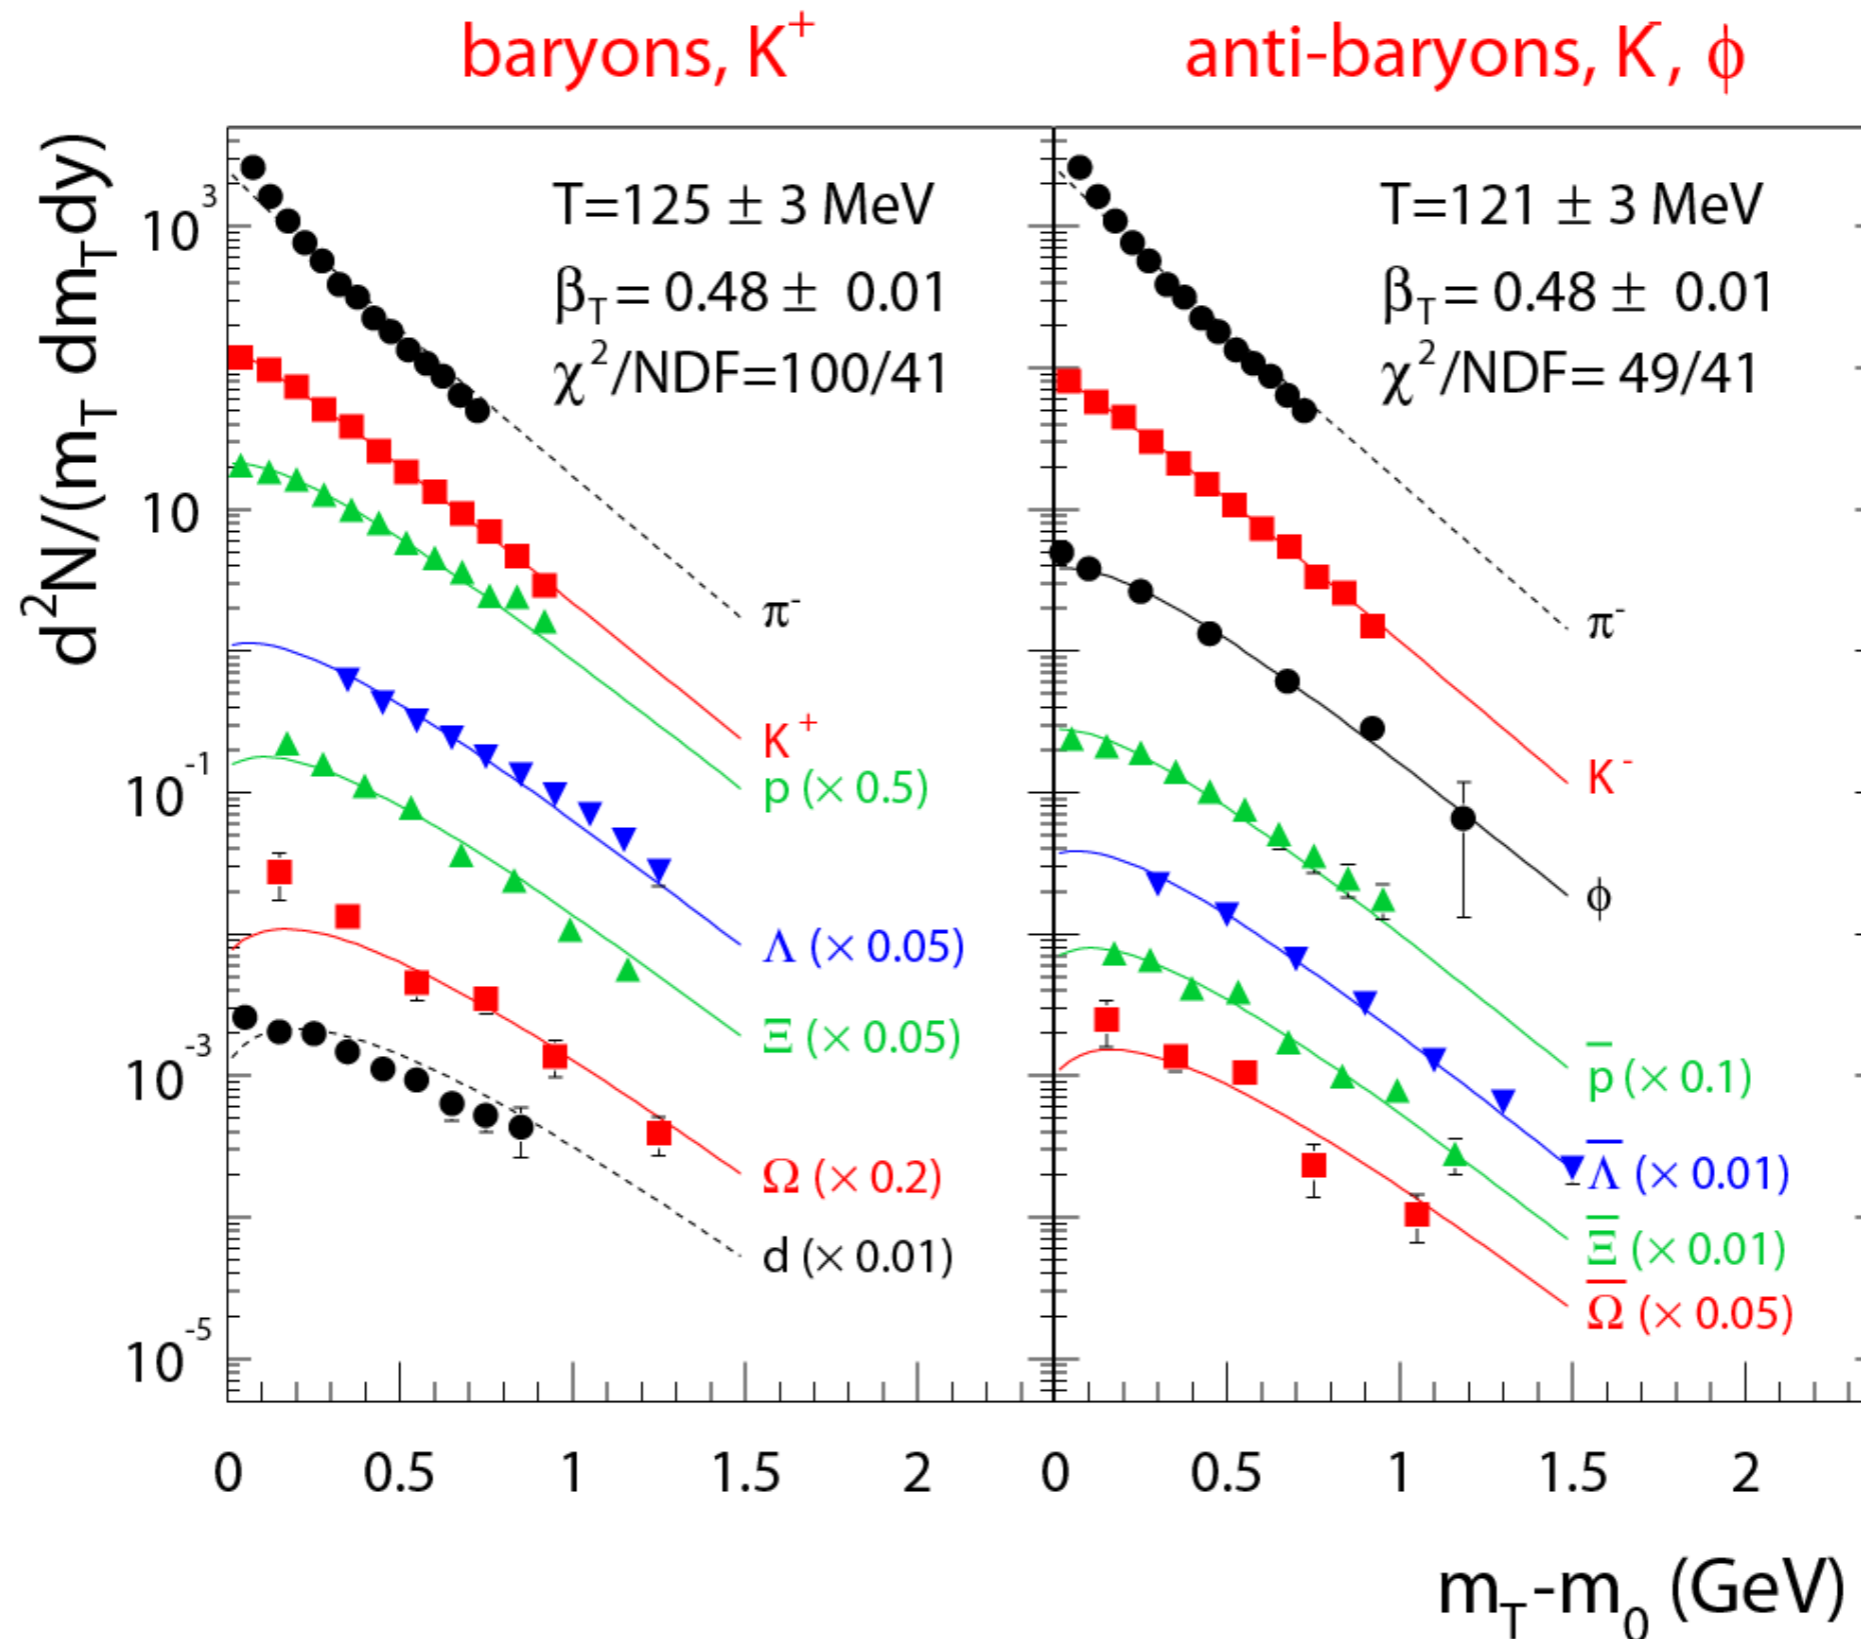 baryons, K⁺
anti-baryons, K⁻, ϕ
d²N/(m_T dm_T dy)
10³
10
10⁻¹
10⁻³
10⁻⁵
T=125 ± 3 MeV
β_T = 0.48 ± 0.01
χ²/NDF=100/41
π⁻
K⁺
p (× 0.5)
Λ (× 0.05)
Ξ (× 0.05)
Ω (× 0.2)
d (× 0.01)
0 0.5 1 1.5 2
T=121 ± 3 MeV
β_T = 0.48 ± 0.01
χ²/NDF= 49/41
π⁻
K⁻
ϕ
p̅ (× 0.1)
Λ̅ (× 0.01)
Ξ̅ (× 0.01)
Ω̅ (× 0.05)
0 0.5 1 1.5 2
m_T-m₀ (GeV)